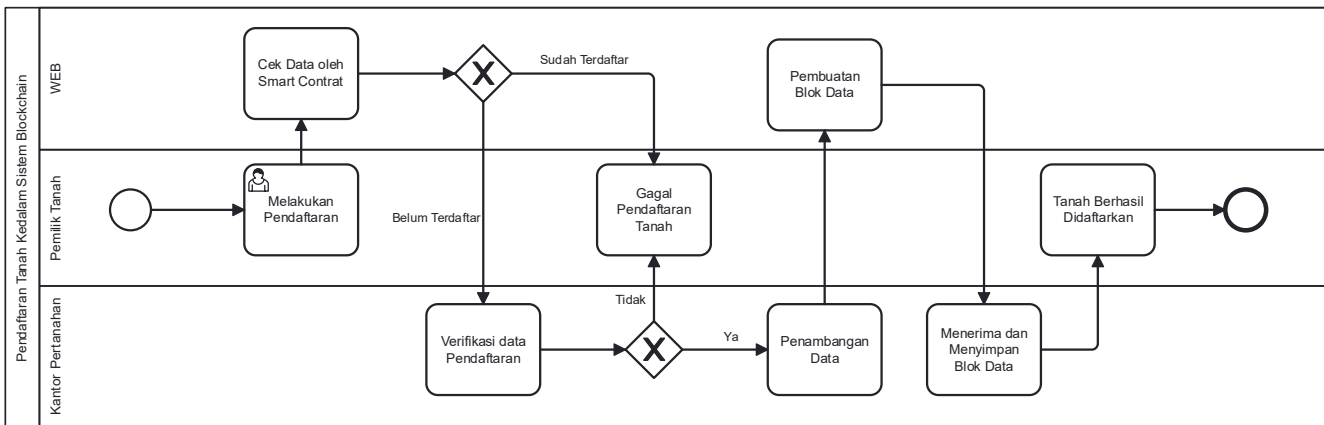 Pendaftaran Tanah Kedalam Sistem Blockchain
WEB
Cek Data oleh
Smart Contrat
Sudah Terdaftar
Pembuatan
Blok Data
Pemilik Tanah
Melakukan
Pendaftaran
Belum Terdaftar
Gagal
Pendaftaran
Tanah
Tanah Berhasil
Didaftarkan
Kantor Pertanahan
Verifikasi data
Pendaftaran
Tidak
Ya
Penambangan
Data
Menerima dan
Menyimpan
Blok Data